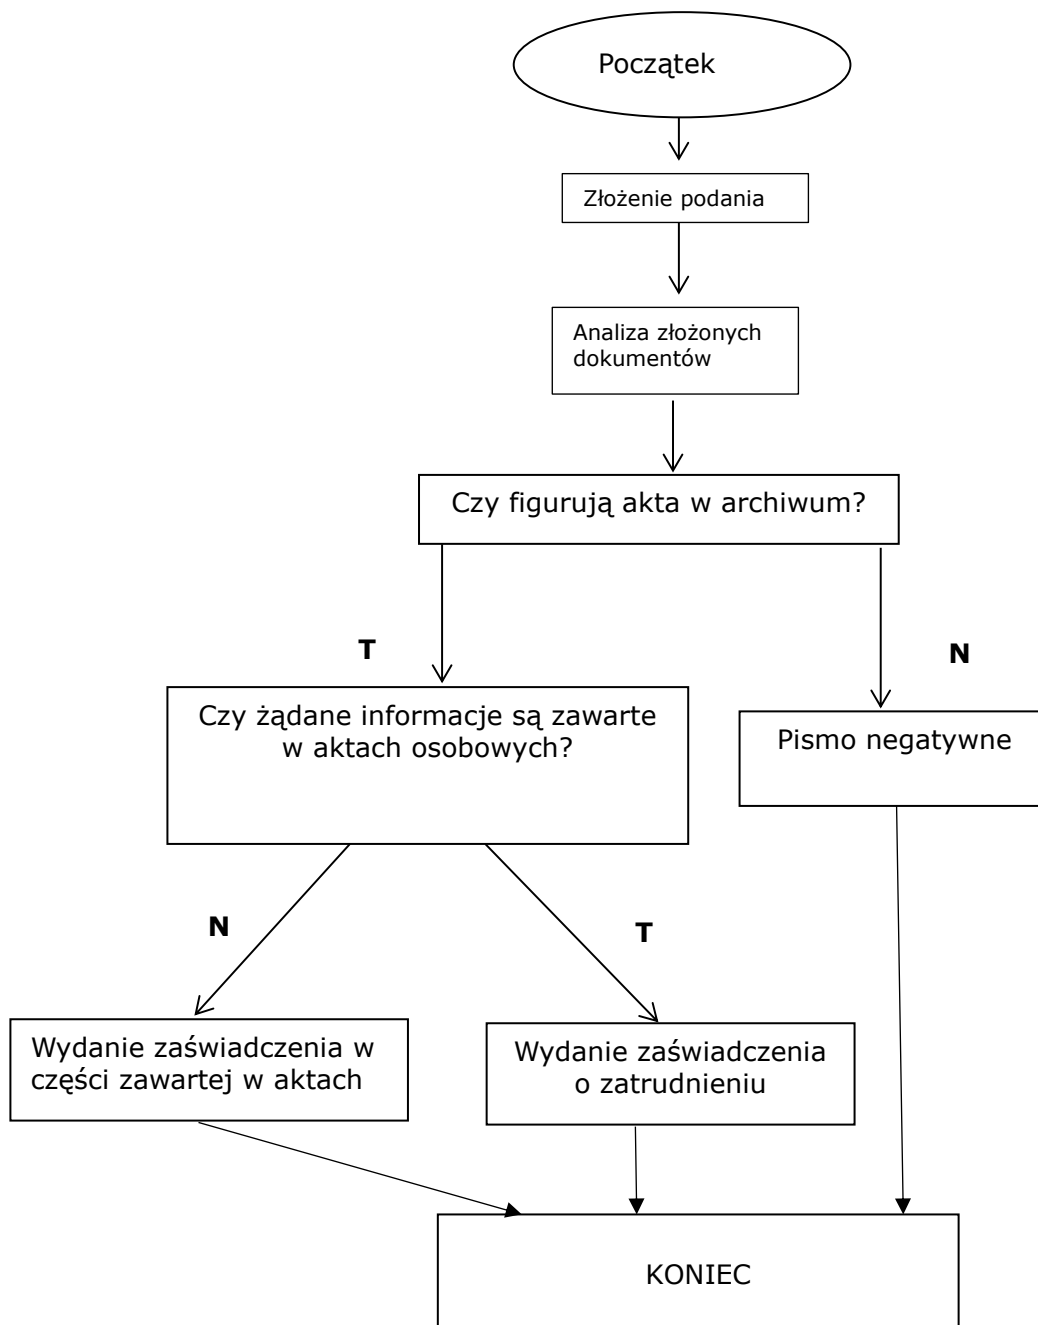 Początek
Złożenie podania
Analiza złożonych
dokumentów
Czy figurują akta w archiwum?
T
N
Czy żądane informacje są zawarte
w aktach osobowych?
Pismo negatywne
N
T
Wydanie zaświadczenia w
części zawartej w aktach
Wydanie zaświadczenia
o zatrudnieniu
KONIEC